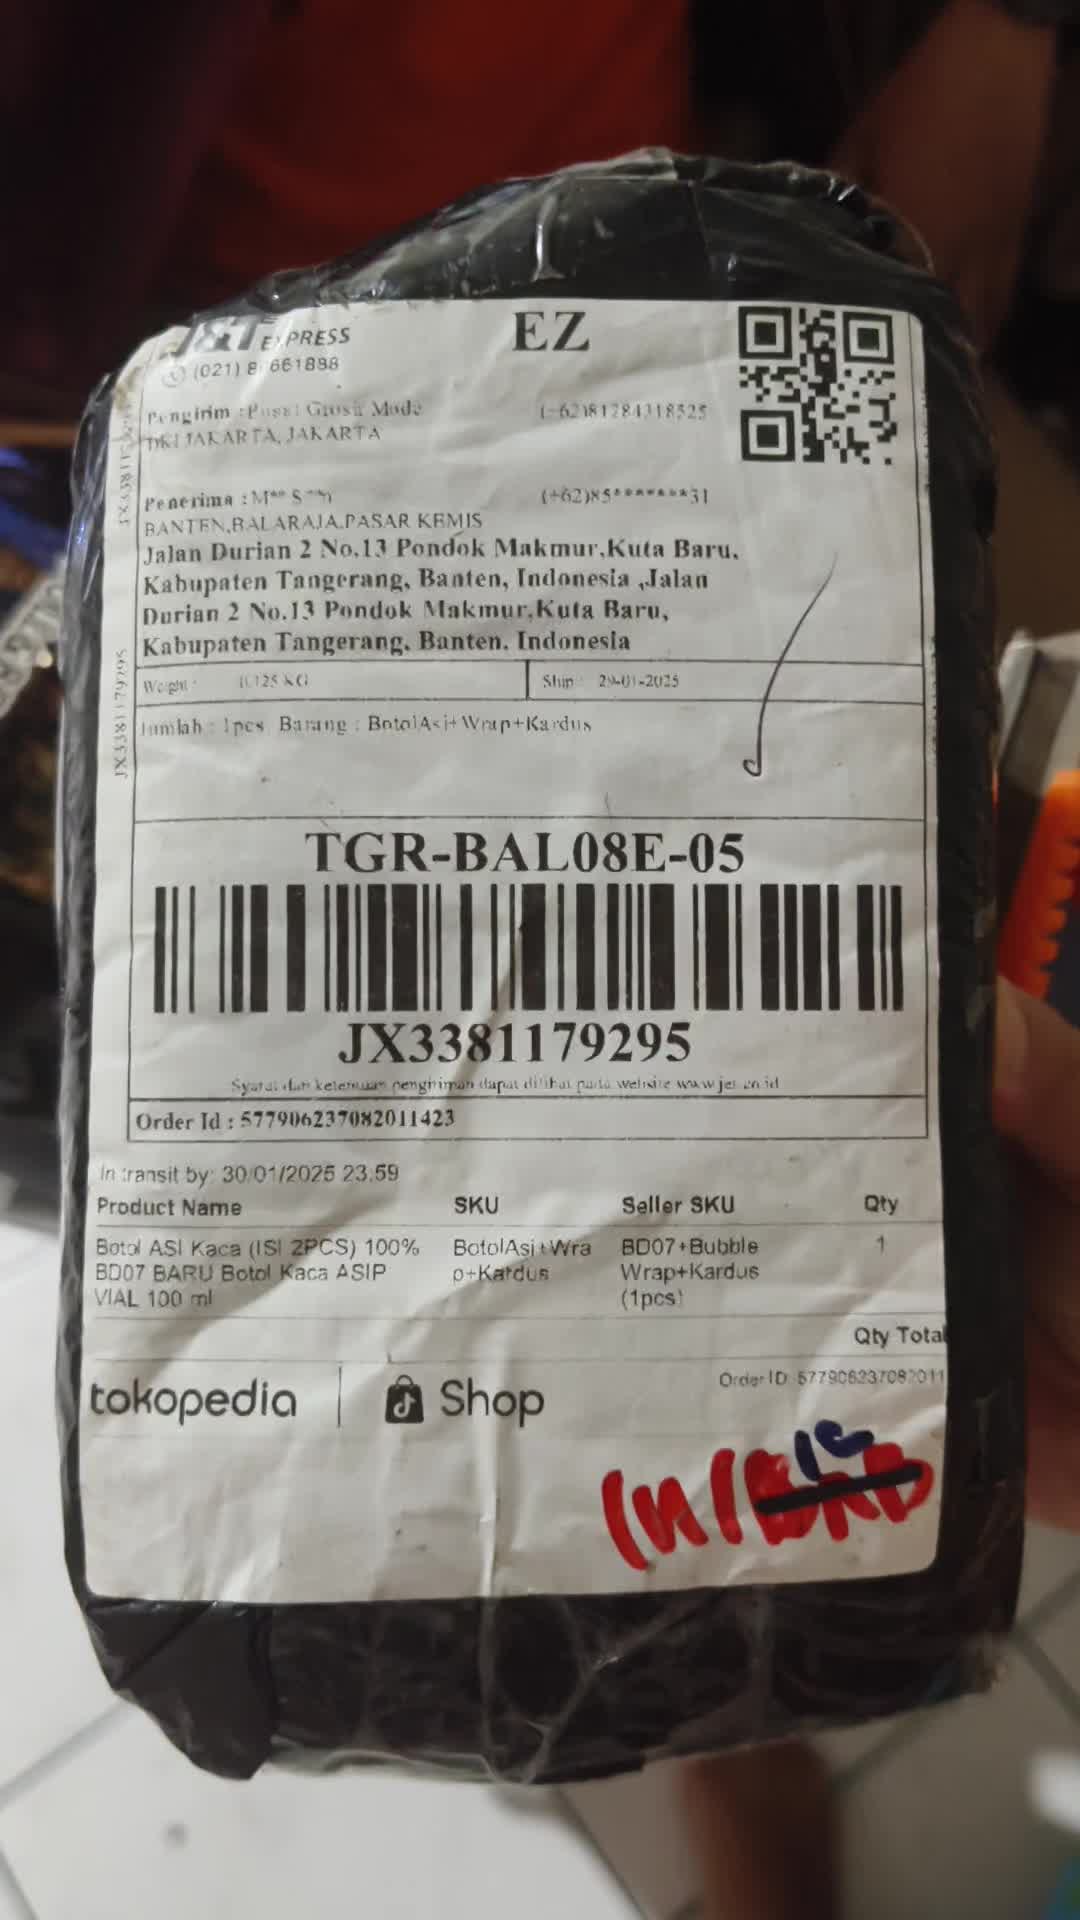 J&T EXPRESS
EZ
(021) 8 661888
Pengirim : Pusat Grosir Mode
(+62)81284318525
DKI JAKARTA, JAKARTA
Penerima : M** S**i
(+62)85*******31
BANTEN,BALARAJA,PASAR KEMIS
Jalan Durian 2 No.13 Pondok Makmur,Kuta Baru,
Kabupaten Tangerang, Banten, Indonesia ,Jalan
Durian 2 No.13 Pondok Makmur,Kuta Baru,
Kabupaten Tangerang, Banten, Indonesia
Weight : 0.125 KG
Ship : 29-01-2025
Jumlah : 1pcs Barang : BotolAsi+Wrap+Kardus
JX3381179295
TGR-BAL08E-05
JX3381179295
Syarat dan ketentuan pengiriman dapat dilihat pada website www.jet.co.id
Order Id : 577906237082011423
In transit by: 30/01/2025 23:59
Product Name SKU Seller SKU Qty
Botol ASI Kaca (ISI 2PCS) 100% BotolAsi+Wra BD07+Bubble 1
BD07 BARU Botol Kaca ASIP p+Kardus Wrap+Kardus
VIAL 100 ml (1pcs)
Qty Total
tokopedia | Shop
Order ID: 577906237082011